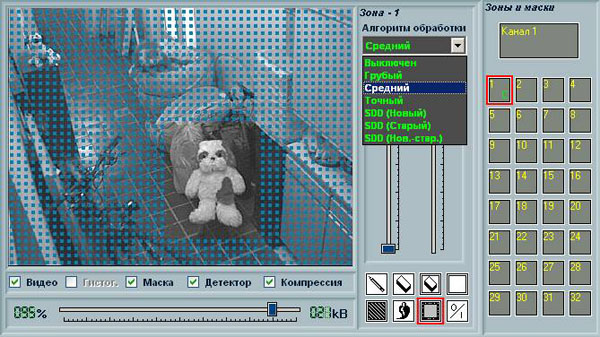 Зона - 1
Зоны и маски
Алгоритм обработки
Средний
Выключен
Грубый
Средний
Точный
SDD (Новый)
SDD (Старый)
SDD (Нов.-стар.)
Канал 1
1 2 3 4
5 6 7 8
9 10 11 12
13 14 15 16
17 18 19 20
21 22 23 24
25 26 27 28
29 30 31 32
Видео Гистог. Маска Детектор Компрессия
095% 021kB
0/1